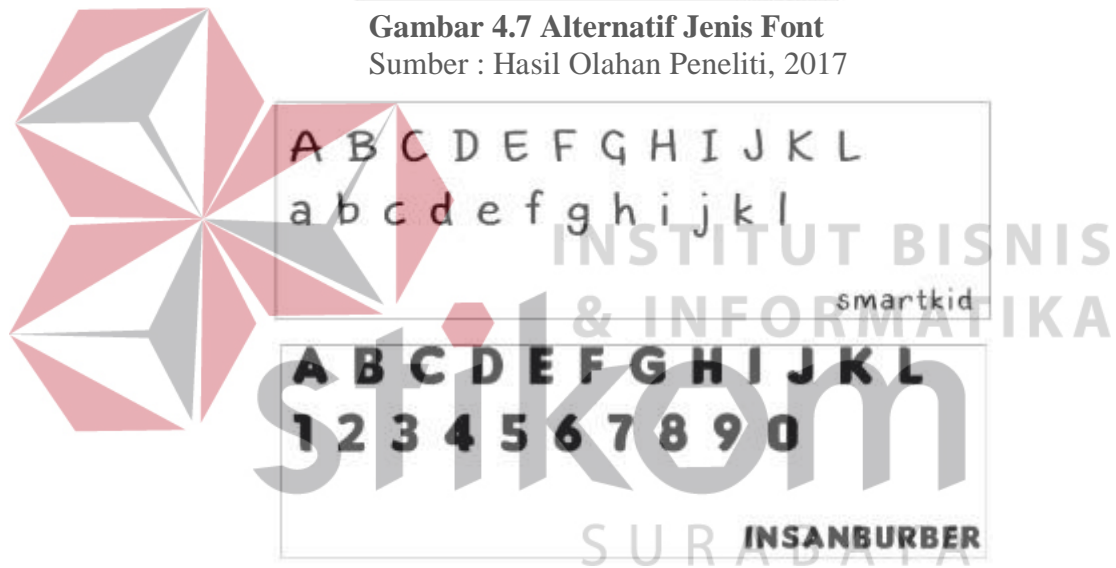 Gambar 4.7 Alternatif Jenis Font
Sumber : Hasil Olahan Peneliti, 2017
A B C D E F G H I J K L
a b c d e f g h i j k l
INSTITUT BISNIS
smartkid
& INFORMATIKA
stikom
A B C D E F G H I J K L
1 2 3 4 5 6 7 8 9 0
INSANBURBER
SURABAYA